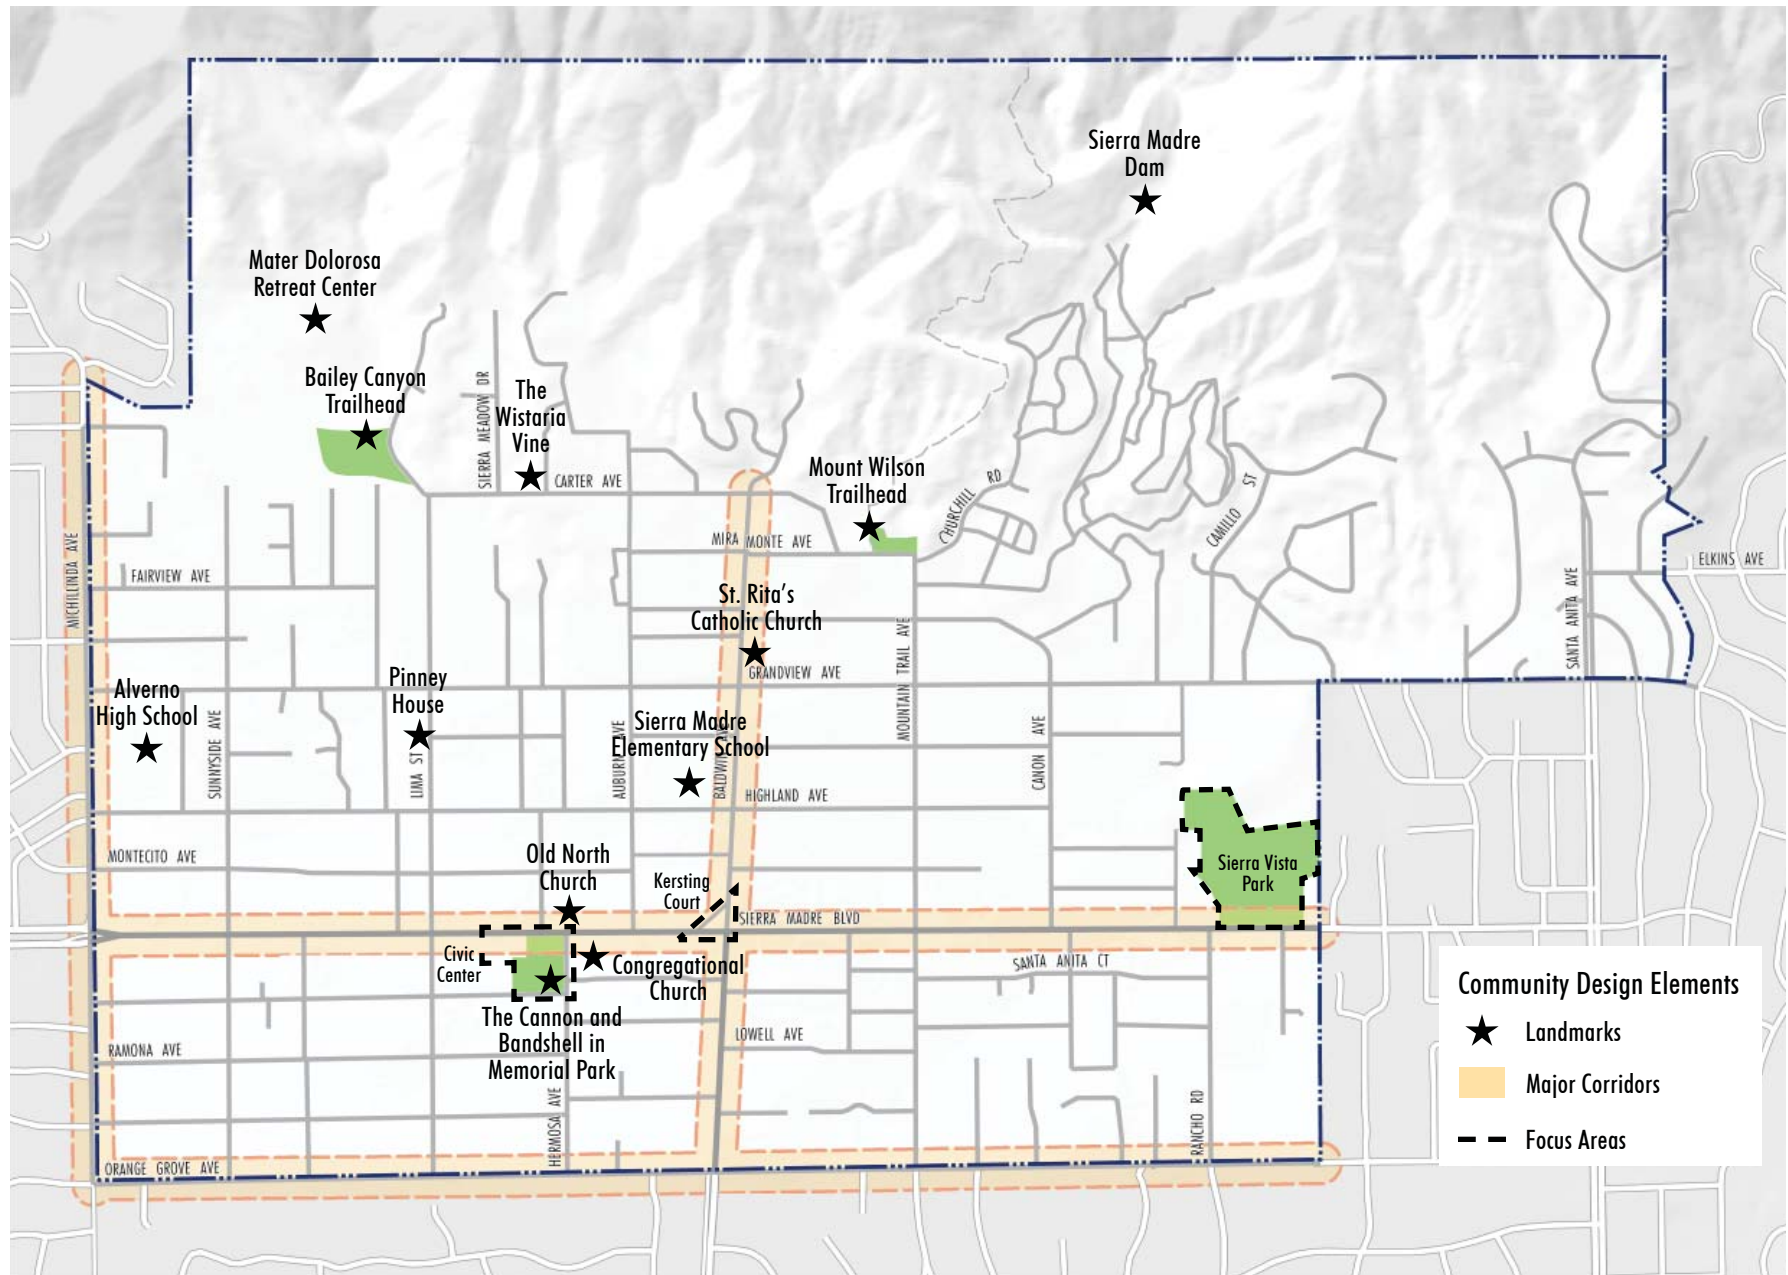 Sierra Madre
Dam
Mater Dolorosa
Retreat Center
Bailey Canyon
Trailhead
SIERRA MEADOW DR
The
Wistaria
Vine
CARTER AVE
Mount Wilson
Trailhead
CHURCHILL RD
CAMILLO ST
MIRA MONTE AVE
MICHILLINDA AVE
FAIRVIEW AVE
ELKINS AVE
SANTA ANITA AVE
St. Rita's
Catholic Church
GRANDVIEW AVE
MOUNTAIN TRAIL AVE
Alverno
High School
SUNNYSIDE AVE
Pinney
House
LIMA ST
AUBURN AVE
Sierra Madre
Elementary School
BALDWIN AVE
CANON AVE
HIGHLAND AVE
MONTECITO AVE
Old North
Church
Kersting
Court
Sierra Vista
Park
SIERRA MADRE BLVD
Civic
Center
Congregational
Church
SANTA ANITA CT
The Cannon and
Bandshell in
Memorial Park
LOWELL AVE
RAMONA AVE
HERMOSA AVE
RANCHO RD
ORANGE GROVE AVE
Community Design Elements
Landmarks
Major Corridors
Focus Areas